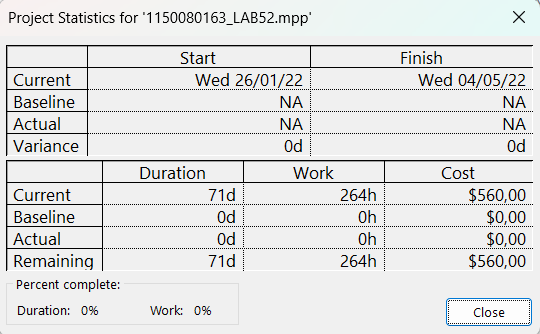 Project Statistics for '1150080163_LAB52.mpp'
Start Finish
Current Wed 26/01/22 Wed 04/05/22
Baseline NA NA
Actual NA NA
Variance 0d 0d
Duration Work Cost
Current 71d 264h $560,00
Baseline 0d 0h $0,00
Actual 0d 0h $0,00
Remaining 71d 264h $560,00
Percent complete:
Duration: 0% Work: 0%
Close